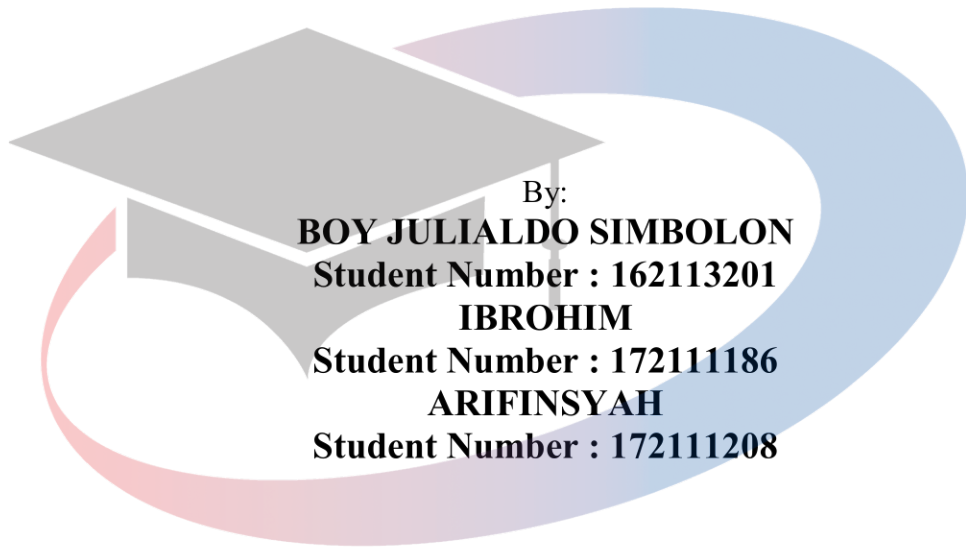 By:
BOY JULIALDO SIMBOLON
Student Number : 162113201
IBROHIM
Student Number : 172111186
ARIFINSYAH
Student Number : 172111208